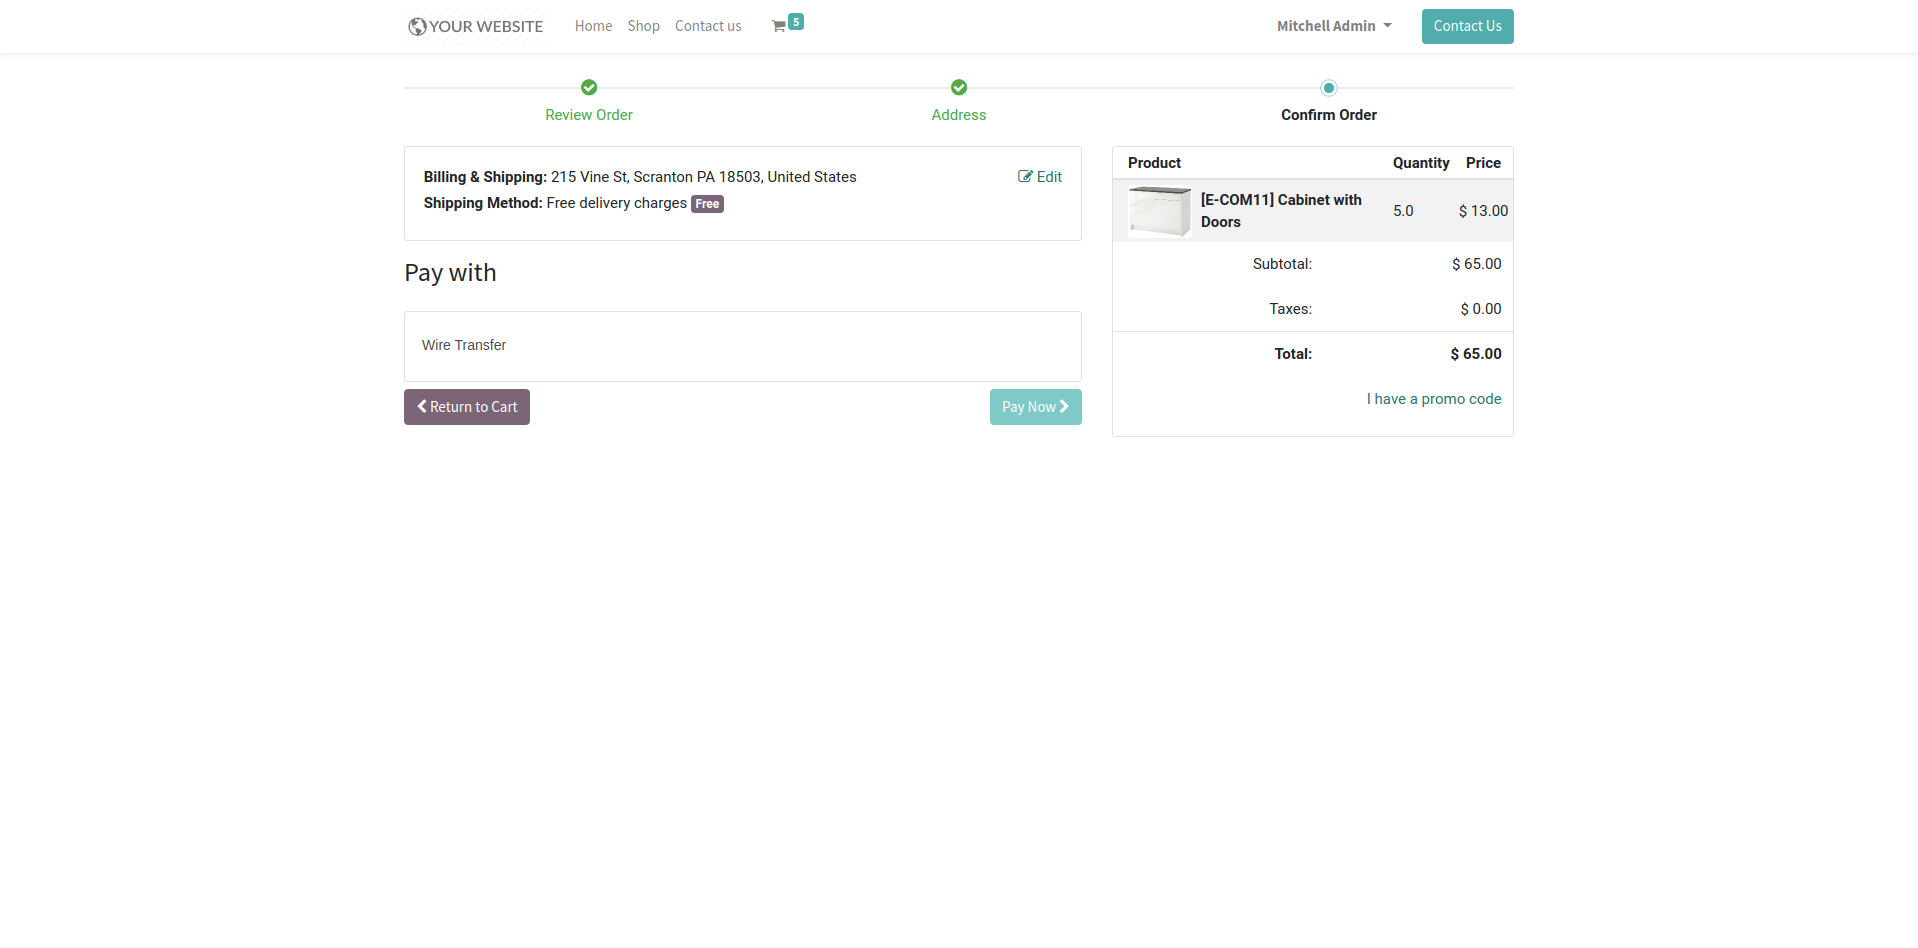 YOUR WEBSITE Home Shop Contact us 5 Mitchell Admin Contact Us
Review Order Address Confirm Order
Billing & Shipping: 215 Vine St, Scranton PA 18503, United States Edit
Shipping Method: Free delivery charges Free
Pay with
Wire Transfer
Return to Cart Pay Now
Product Quantity Price
[E-COM11] Cabinet with
Doors 5.0 $ 13.00
Subtotal: $ 65.00
Taxes: $ 0.00
Total: $ 65.00
I have a promo code